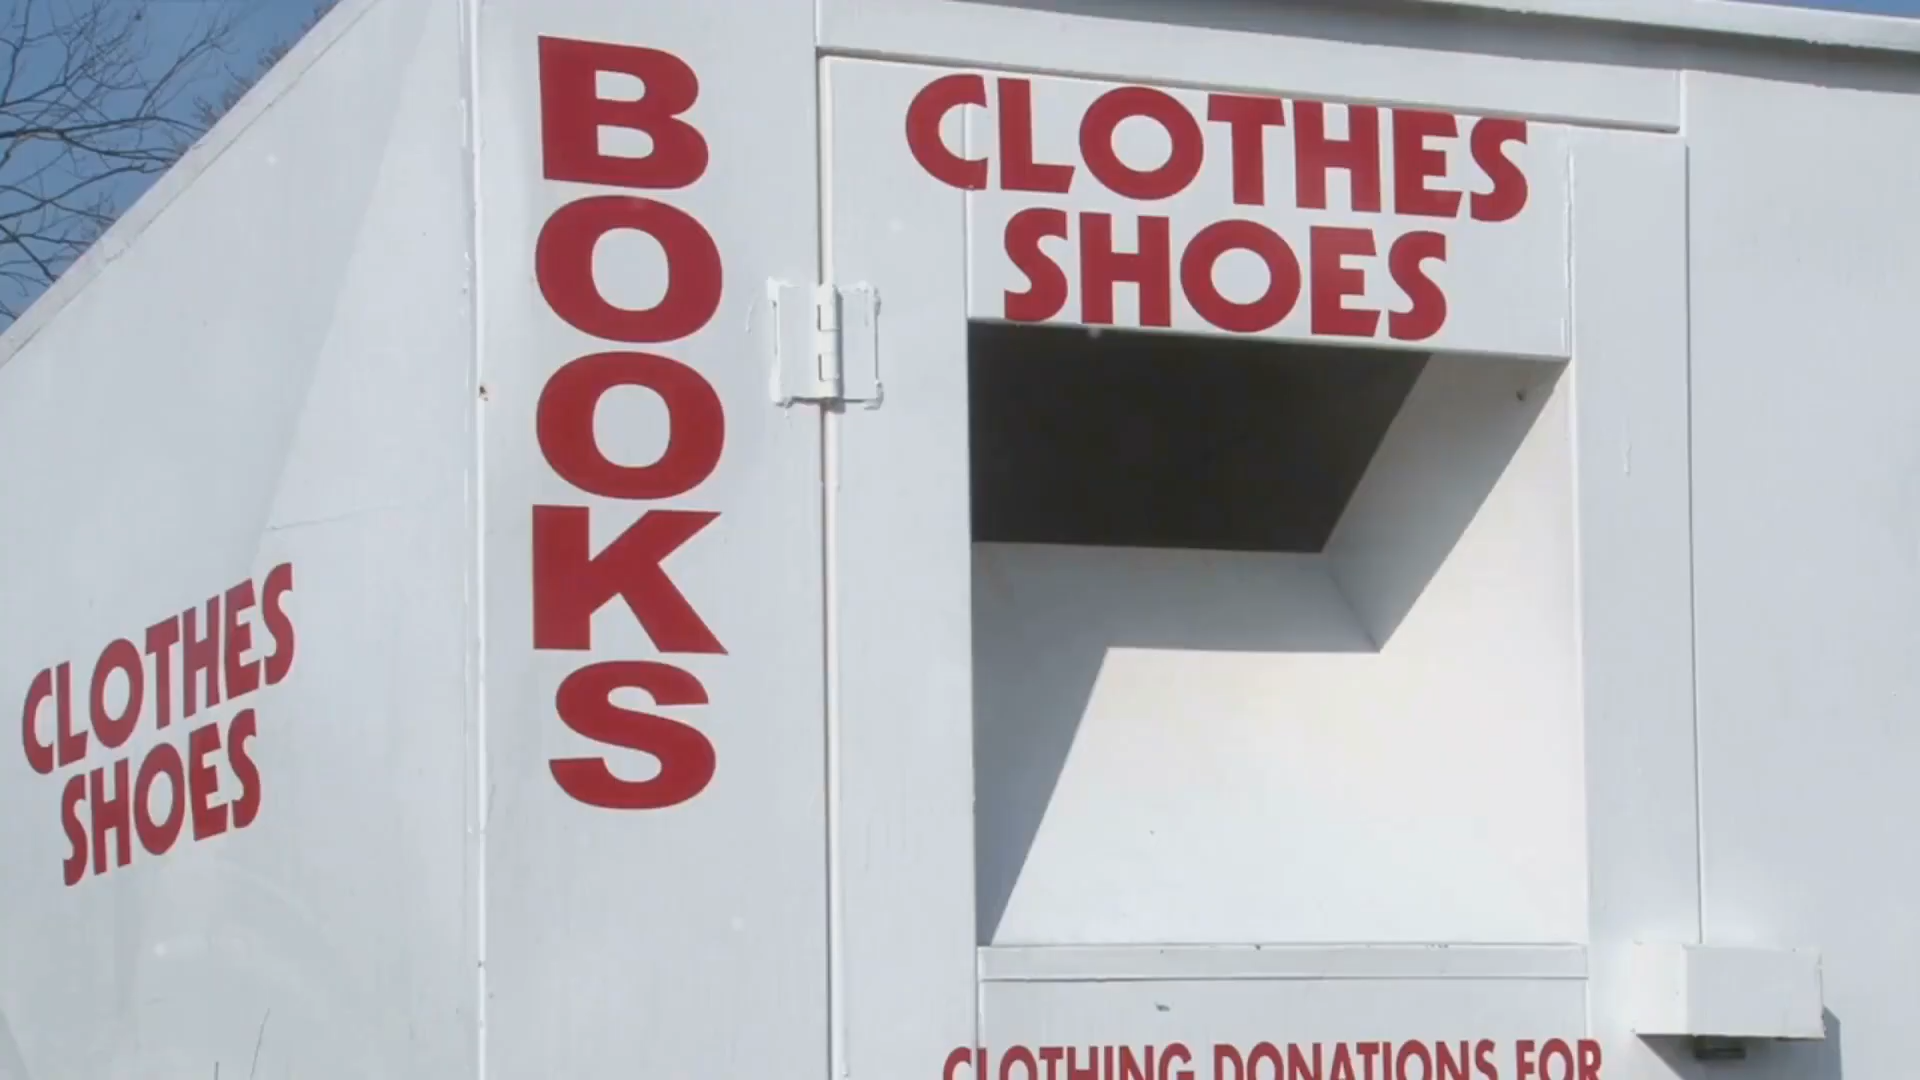 CLOTHES
SHOES
BOOKS
CLOTHES
SHOES
CLOTHING DONATIONS FOR